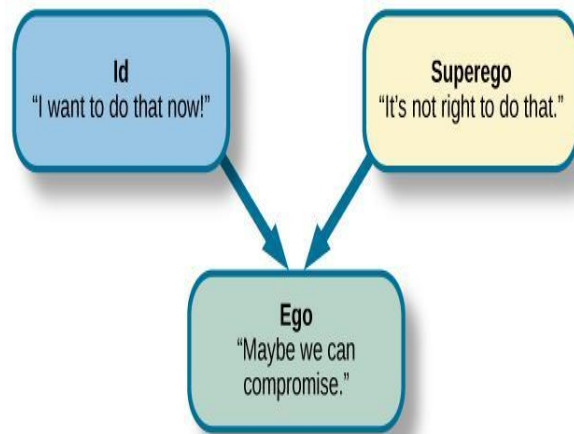 Id
“I want to do that now!”
Superego
“It’s not right to do that.”
Ego
“Maybe we can
compromise.”